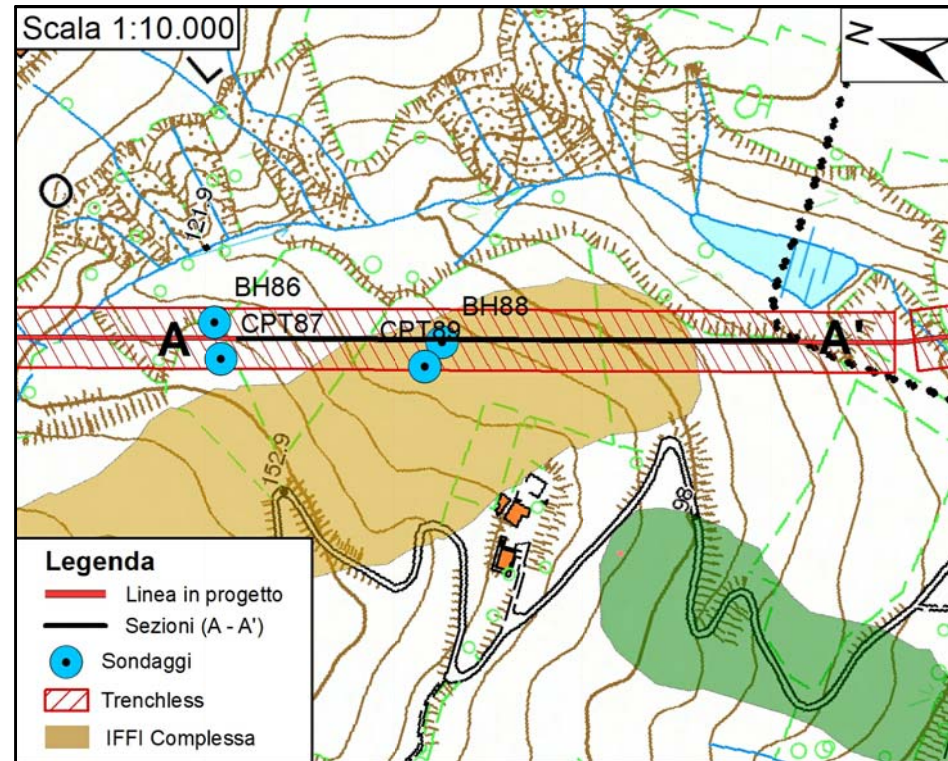 Scala 1:10.000
N
121.9
BH86
BH88
CPT87
CPT89
A
A'
152.9
98
Legenda
Linea in progetto
Sezioni (A - A')
Sondaggi
Trenchless
IFFI Complessa